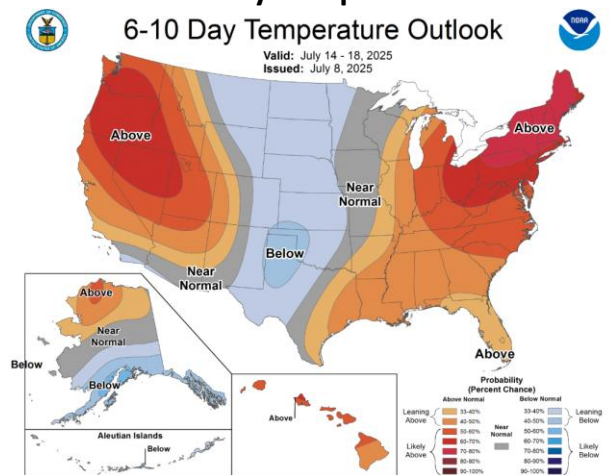 6-10 Day Temperature Outlook
Valid: July 14 - 18, 2025
Issued: July 8, 2025
NOAA
Above
Above
Near
Normal
Below
Near
Normal
Above
Above
Near
Normal
Below
Below
Aleutian Islands
Below
Above
Probability
(Percent Chance)
Above Normal
Below Normal
Leaning
Above
33-40%
40-50%
Likely
Above
50-60%
60-70%
70-80%
80-90%
90-100%
Near
Normal
33-40%
40-50%
Leaning
Below
50-60%
60-70%
70-80%
80-90%
90-100%
Likely
Below